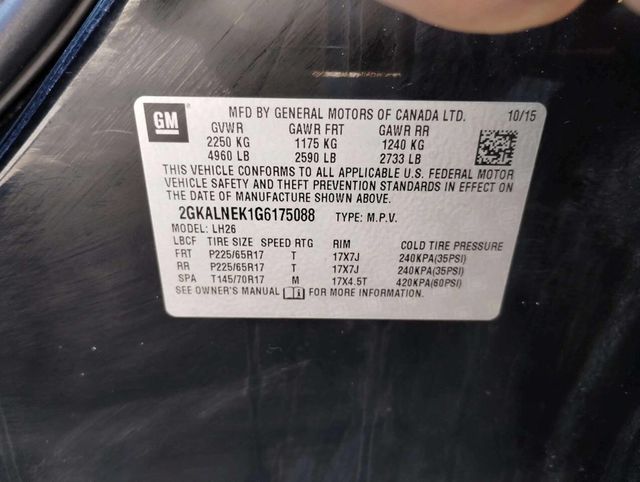 GM
MFD BY GENERAL MOTORS OF CANADA LTD. 10/15
GVWR GAWR FRT GAWR RR
2250 KG 1175 KG 1240 KG
4960 LB 2590 LB 2733 LB
THIS VEHICLE CONFORMS TO ALL APPLICABLE U.S. FEDERAL MOTOR
VEHICLE SAFETY AND THEFT PREVENTION STANDARDS IN EFFECT ON
THE DATE OF MANUFACTURE SHOWN ABOVE.
2GKALNEK1G6175088 TYPE: M.P.V.
MODEL: LH26
LBCF TIRE SIZE SPEED RTG RIM COLD TIRE PRESSURE
FRT P225/65R17 T 17X7J 240KPA(35PSI)
RR P225/65R17 T 17X7J 240KPA(35PSI)
SPA T145/70R17 M 17X4.5T 420KPA(60PSI)
SEE OWNER'S MANUAL FOR MORE INFORMATION.